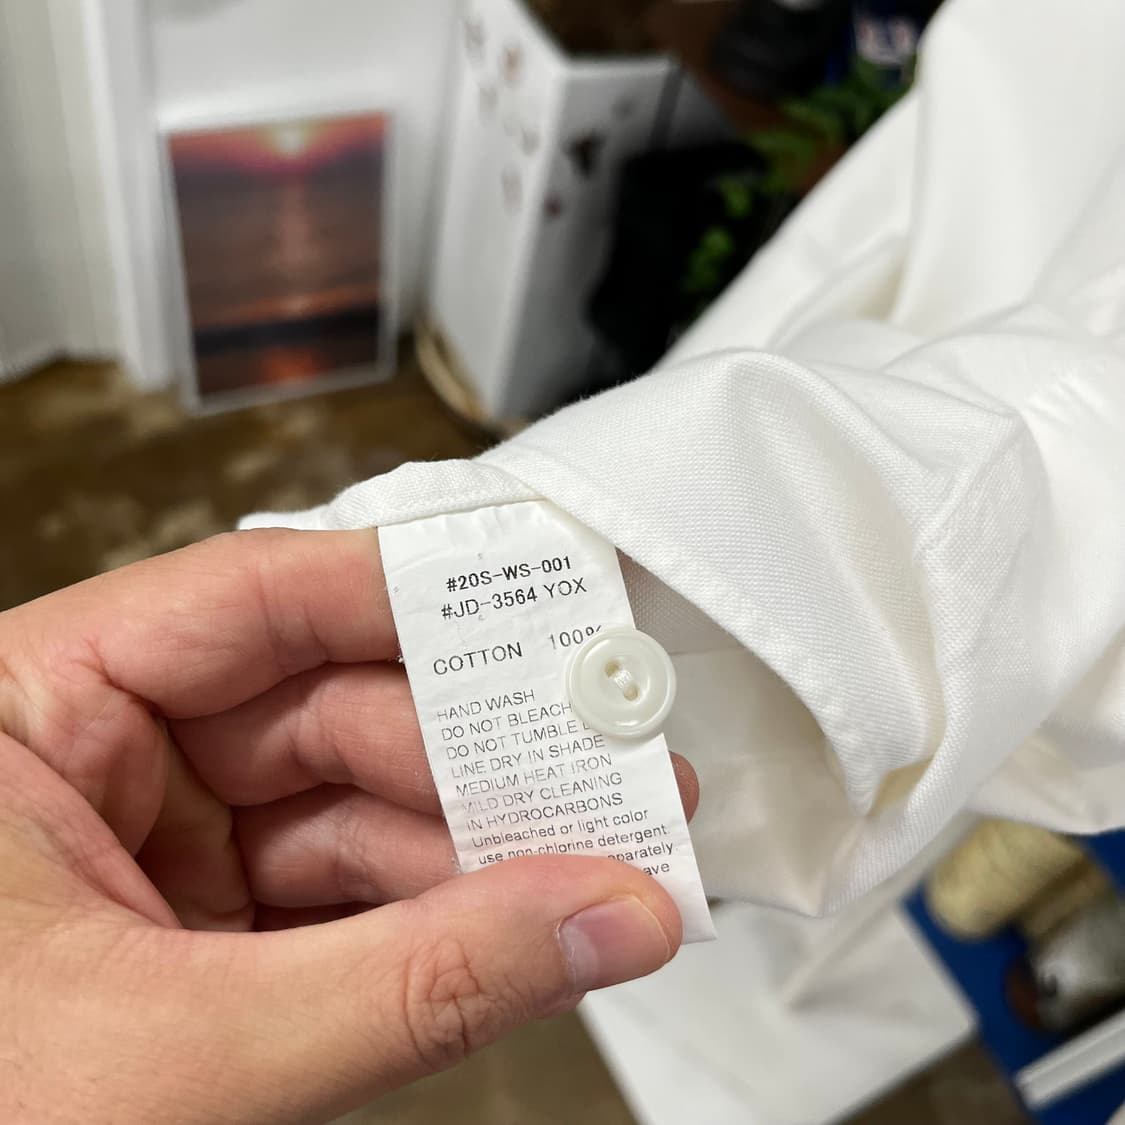 #20S-WS-001
#JD-3564 YOX
COTTON 100%
HAND WASH
DO NOT BLEACH
DO NOT TUMBLE
LINE DRY IN SHADE
MEDIUM HEAT IRON
MILD DRY CLEANING
IN HYDROCARBONS
Unbleached or light color
use non-chlorine detergent.